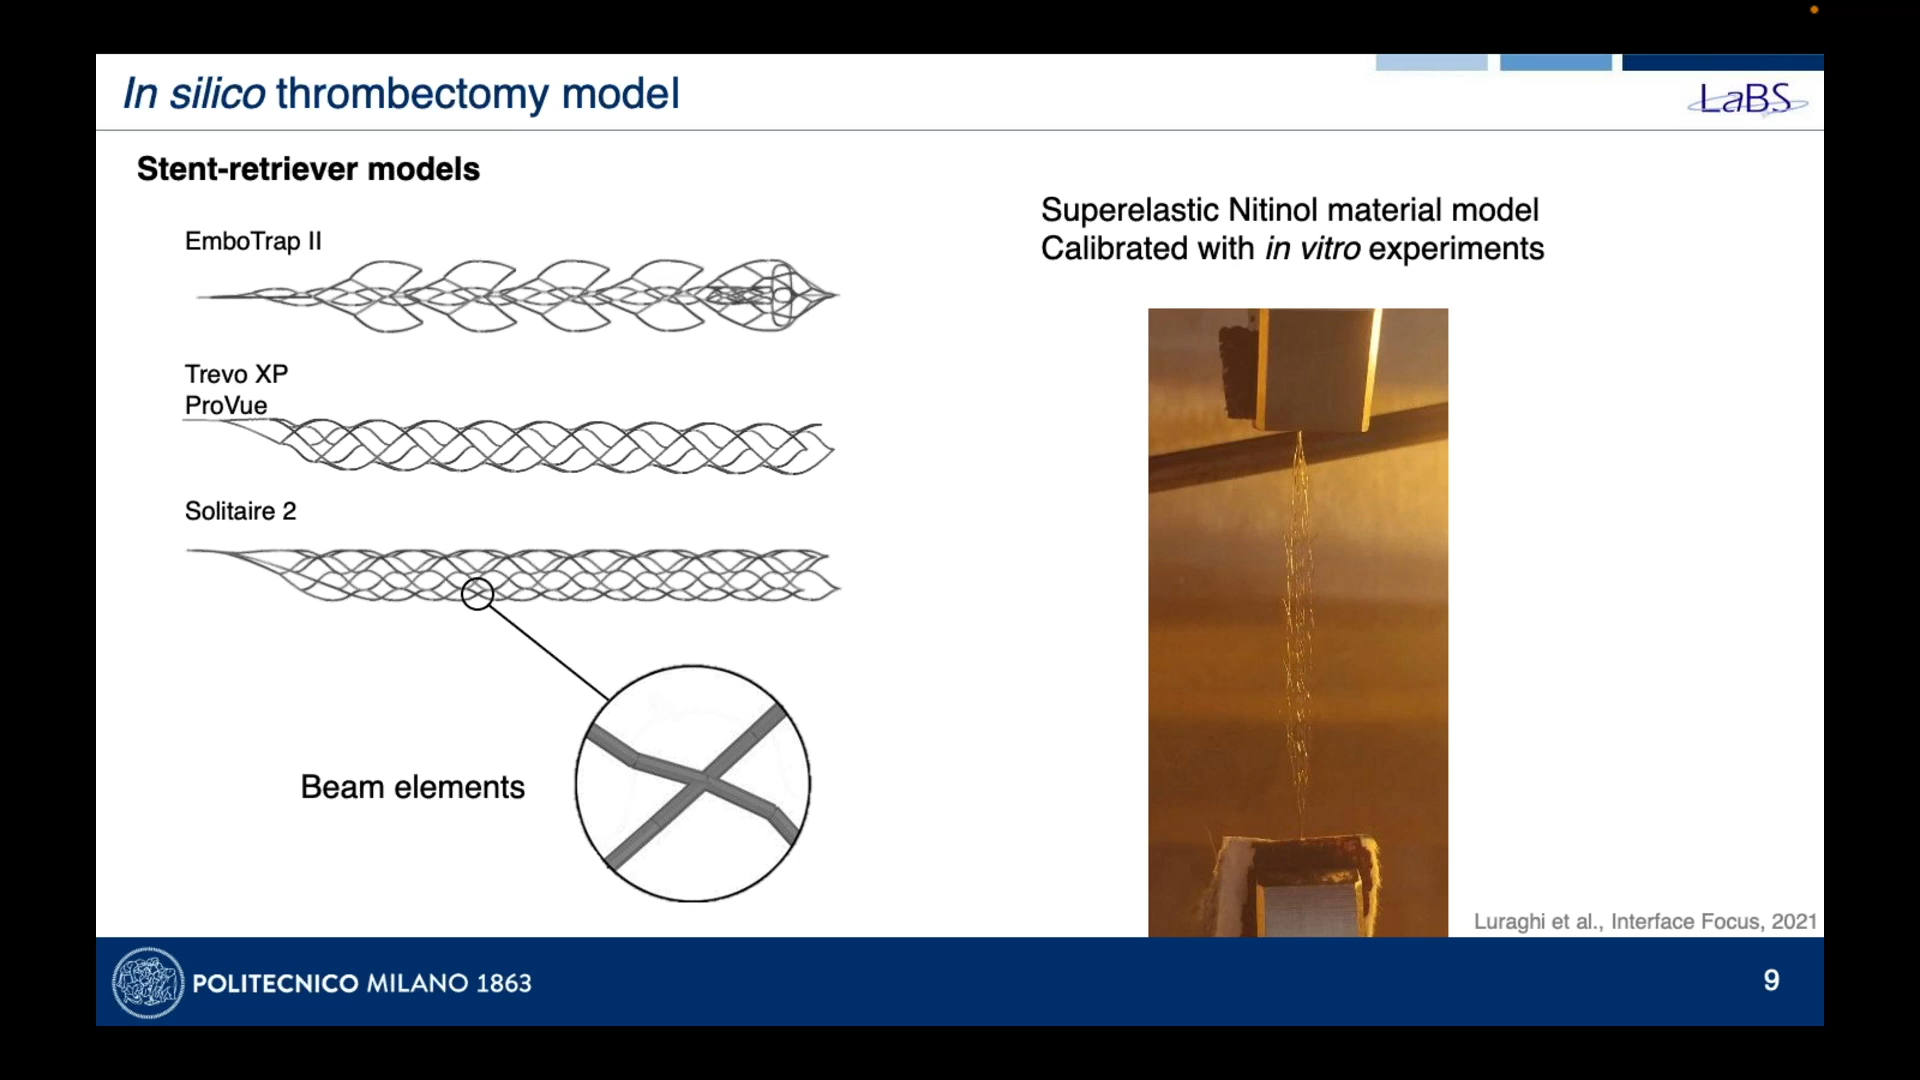 In silico thrombectomy model
LaBS
Stent-retriever models
EmboTrap II
Trevo XP
ProVue
Solitaire 2
Beam elements
Superelastic Nitinol material model
Calibrated with in vitro experiments
Luraghi et al., Interface Focus, 2021
POLITECNICO MILANO 1863
9